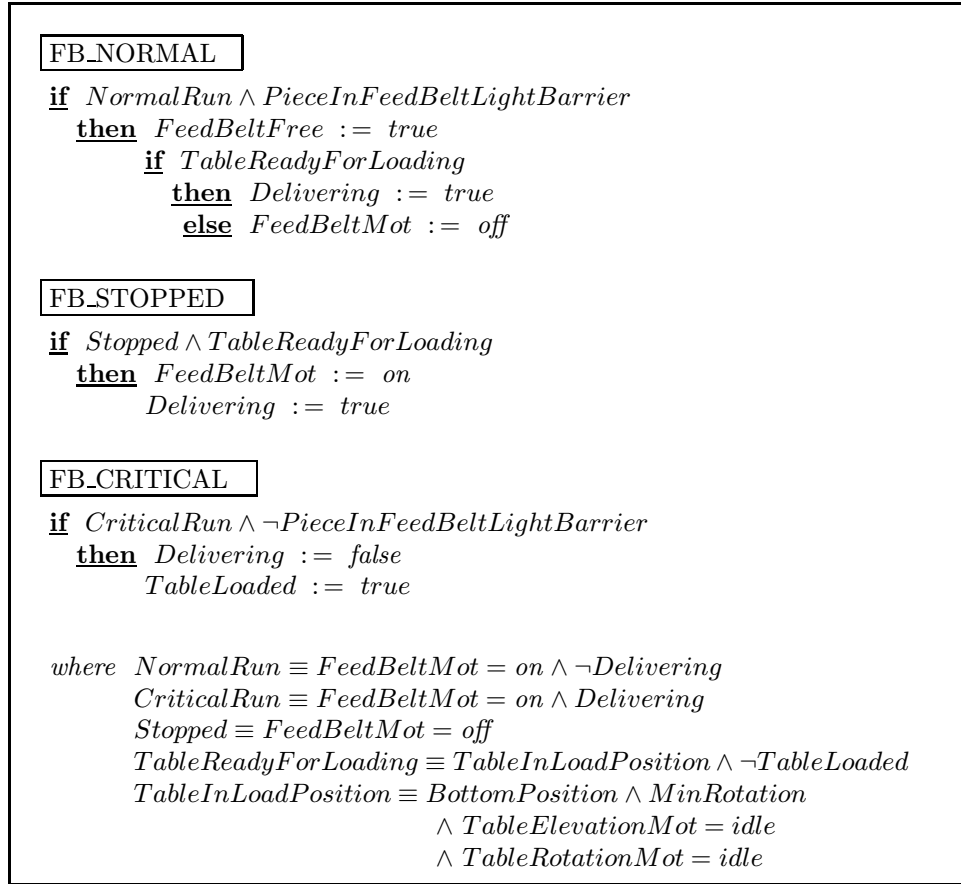 FB_NORMAL
if NormalRun ∧ PieceInFeedBeltLightBarrier
then FeedBeltFree := true
if TableReadyForLoading
then Delivering := true
else FeedBeltMot := off
FB_STOPPED
if Stopped ∧ TableReadyForLoading
then FeedBeltMot := on
Delivering := true
FB_CRITICAL
if CriticalRun ∧ ¬PieceInFeedBeltLightBarrier
then Delivering := false
TableLoaded := true
where NormalRun ≡ FeedBeltMot = on ∧ ¬Delivering
CriticalRun ≡ FeedBeltMot = on ∧ Delivering
Stopped ≡ FeedBeltMot = off
TableReadyForLoading ≡ TableInLoadPosition ∧ ¬TableLoaded
TableInLoadPosition ≡ BottomPosition ∧ MinRotation
∧ TableElevationMot = idle
∧ TableRotationMot = idle